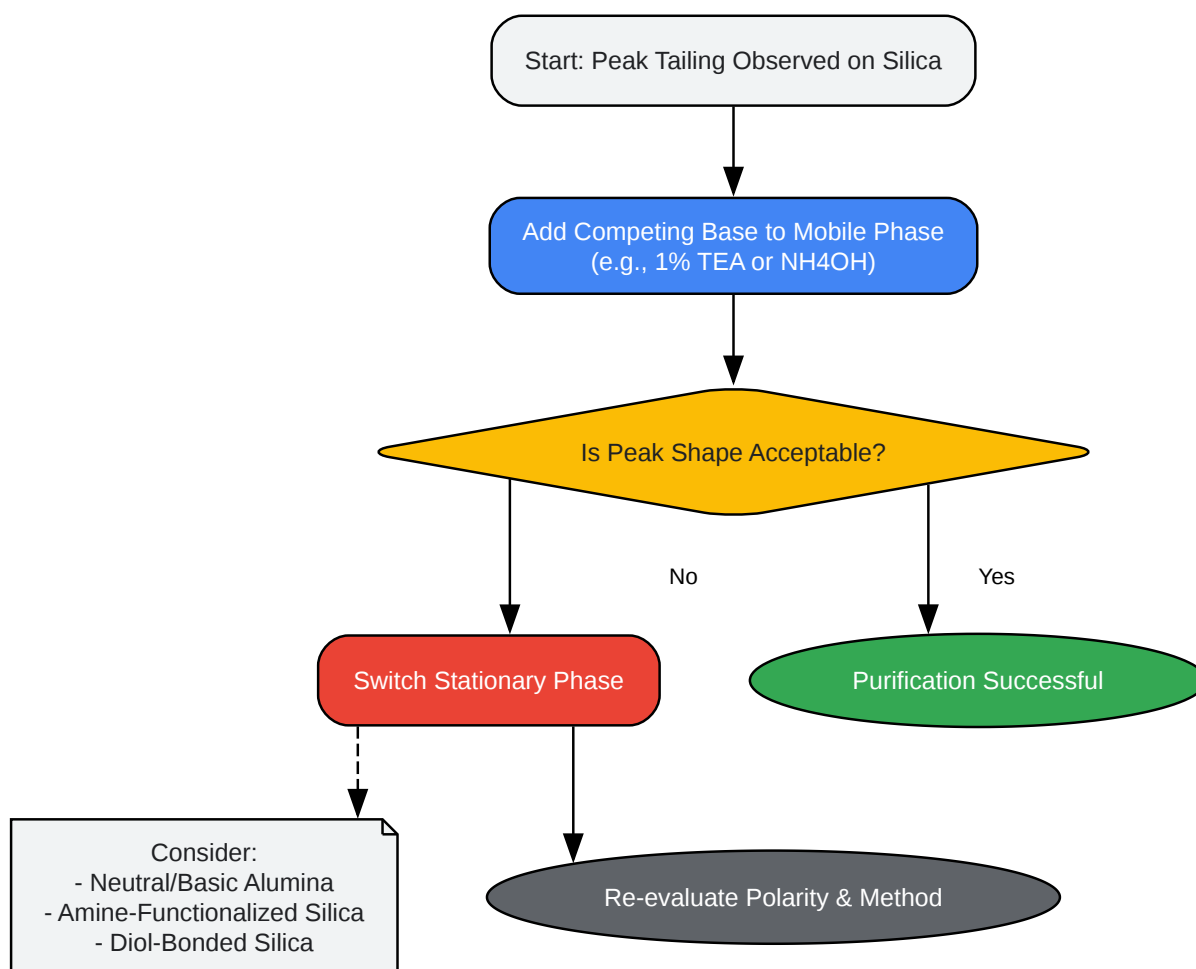 Start: Peak Tailing Observed on Silica
Add Competing Base to Mobile Phase
(e.g., 1% TEA or NH4OH)
Is Peak Shape Acceptable?
No
Yes
Switch Stationary Phase
Purification Successful
Consider:
- Neutral/Basic Alumina
- Amine-Functionalized Silica
- Diol-Bonded Silica
Re-evaluate Polarity & Method